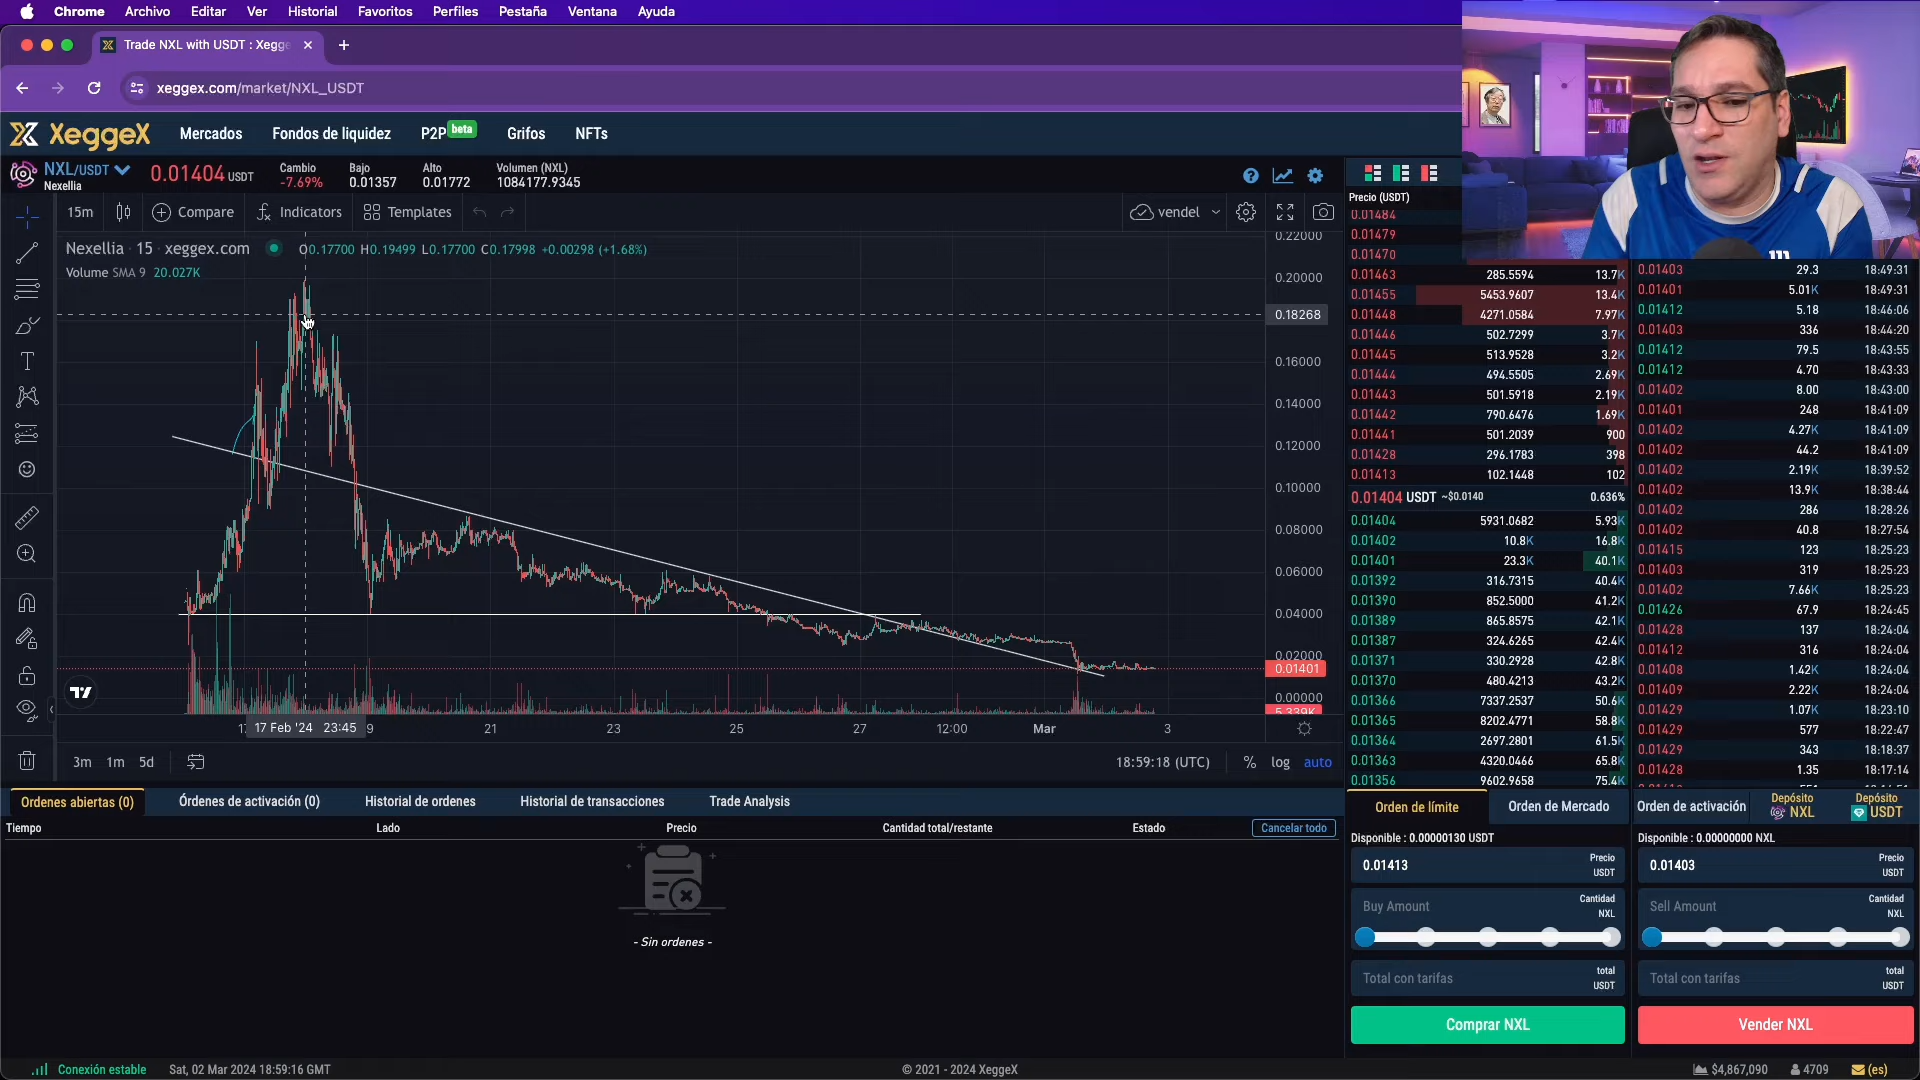 Chrome Archivo Editar Ver Historial Favoritos Perfiles Pestaña Ventana Ayuda
Trade NXL with USDT : Xegge
xeggex.com/market/NXL_USDT
XeggeX Mercados Fondos de liquidez P2P beta Grifos NFTs
NXL/USDT
Nexellia
0.01404 USDT
Cambio
-7.69%
Bajo
0.01357
Alto
0.01772
Volumen (NXL)
1084177.9345
15m Compare Indicators Templates vendel
Nexellia · 15 · xeggex.com O0.17700 H0.19499 L0.17700 C0.17998 +0.00298 (+1.68%)
Volume SMA 9 20.027K
0.22000
0.20000
0.18268
0.16000
0.14000
0.12000
0.10000
0.08000
0.06000
0.04000
0.02000
0.01401
0.00000
5.339K
17 Feb '24 23:45
21 23 25 27 12:00 Mar 3
3m 1m 5d
18:59:18 (UTC) % log auto
Precio (USDT)
0.01484
0.01479
0.01470
0.01463 285.5594 13.7K
0.01455 5453.9607 13.4K
0.01448 4271.0584 7.97K
0.01446 502.7299 3.7K
0.01445 513.9528 3.2K
0.01444 494.5505 2.69K
0.01443 501.5918 2.19K
0.01442 790.6476 1.69K
0.01441 501.2039 900
0.01428 296.1783 398
0.01413 102.1448 102
0.01404 USDT ~$0.0140 0.636%
0.01404 5931.0682 5.93K
0.01402 10.8K 16.8K
0.01401 23.3K 40.1K
0.01392 316.7315 40.4K
0.01390 852.5000 41.2K
0.01389 865.8575 42.1K
0.01387 324.6265 42.4K
0.01371 330.2928 42.8K
0.01370 480.4213 43.2K
0.01366 7337.2537 50.6K
0.01365 8202.4771 58.8K
0.01364 2697.2801 61.5K
0.01363 4320.0466 65.8K
0.01356 9602.9658 75.4K
0.01403 29.3 18:49:31
0.01401 5.01K 18:49:31
0.01412 5.18 18:46:06
0.01403 336 18:44:20
0.01412 79.5 18:43:55
0.01412 4.70 18:43:33
0.01402 8.00 18:43:00
0.01401 248 18:41:09
0.01402 4.27K 18:41:09
0.01402 44.2 18:41:09
0.01402 2.19K 18:39:52
0.01402 13.9K 18:38:44
0.01402 286 18:28:26
0.01402 40.8 18:27:54
0.01415 123 18:25:23
0.01403 319 18:25:23
0.01402 7.66K 18:25:23
0.01426 67.9 18:24:45
0.01428 137 18:24:04
0.01412 316 18:24:04
0.01408 1.42K 18:24:04
0.01409 2.22K 18:24:04
0.01429 1.07K 18:23:10
0.01429 577 18:22:47
0.01429 343 18:18:37
0.01428 1.35 18:17:14
Ordenes abiertas (0) Órdenes de activación (0) Historial de ordenes Historial de transacciones Trade Analysis
Tiempo Lado Precio Cantidad total/restante Estado Cancelar todo
- Sin ordenes -
Orden de límite Orden de Mercado Orden de activación
Depósito
NXL
Depósito
USDT
Disponible : 0.00000130 USDT
0.01413 Precio
USDT
Buy Amount Cantidad
NXL
Total con tarifas total
USDT
Comprar NXL
Disponible : 0.00000000 NXL
0.01403 Precio
USDT
Sell Amount Cantidad
NXL
Total con tarifas total
USDT
Vender NXL
Conexión estable Sat, 02 Mar 2024 18:59:16 GMT © 2021 - 2024 XeggeX $4,867,090 4709 (es)